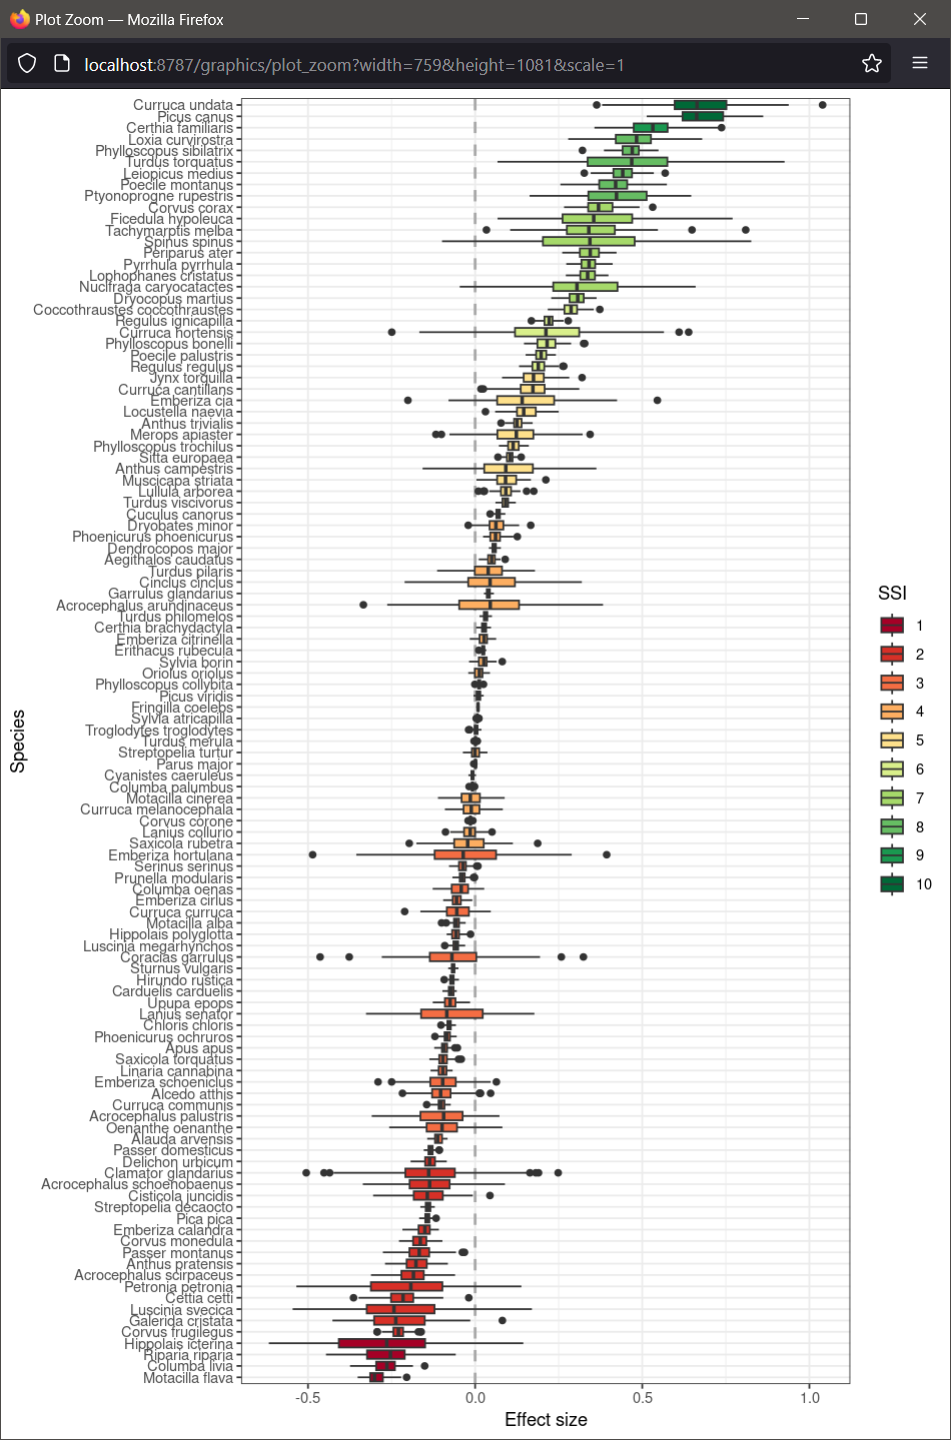 Plot Zoom — Mozilla Firefox
localhost:8787/graphics/plot_zoom?width=759&height=1081&scale=1
Curruca undata
Picus canus
Certhia familiaris
Loxia curvirostra
Phylloscopus sibilatrix
Turdus torquatus
Leiopicus medius
Poecile montanus
Ptyonoprogne rupestris
Corvus corax
Ficedula hypoleuca
Tachymarptis melba
Spinus spinus
Periparus ater
Pyrrhula pyrrhula
Lophophanes cristatus
Nucifraga caryocatactes
Dryocopus martius
Coccothraustes coccothraustes
Regulus ignicapilla
Curruca hortensis
Phylloscopus bonelli
Poecile palustris
Regulus regulus
Jynx torquilla
Curruca cantillans
Emberiza cia
Locustella naevia
Anthus trivialis
Merops apiaster
Phylloscopus trochilus
Sitta europaea
Anthus campestris
Muscicapa striata
Lullula arborea
Turdus viscivorus
Cuculus canorus
Dryobates minor
Phoenicurus phoenicurus
Dendrocopos major
Aegithalos caudatus
Turdus pilaris
Cinclus cinclus
Garrulus glandarius
Acrocephalus arundinaceus
Turdus philomelos
Certhia brachydactyla
Emberiza citrinella
Erithacus rubecula
Sylvia borin
Oriolus oriolus
Phylloscopus collybita
Picus viridis
Fringilla coelebs
Sylvia atricapilla
Troglodytes troglodytes
Turdus merula
Streptopelia turtur
Parus major
Cyanistes caeruleus
Columba palumbus
Motacilla cinerea
Curruca melanocephala
Corvus corone
Lanius collurio
Saxicola rubetra
Emberiza hortulana
Serinus serinus
Prunella modularis
Columba oenas
Emberiza cirlus
Curruca curruca
Motacilla alba
Hippolais polyglotta
Luscinia megarhynchos
Coracias garrulus
Sturnus vulgaris
Hirundo rustica
Carduelis carduelis
Upupa epops
Lanius senator
Chloris chloris
Phoenicurus ochruros
Apus apus
Saxicola torquatus
Linaria cannabina
Emberiza schoeniclus
Alcedo atthis
Curruca communis
Acrocephalus palustris
Oenanthe oenanthe
Alauda arvensis
Passer domesticus
Delichon urbicum
Clamator glandarius
Acrocephalus schoenobaenus
Cisticola juncidis
Streptopelia decaocto
Pica pica
Emberiza calandra
Corvus monedula
Passer montanus
Anthus pratensis
Acrocephalus scirpaceus
Petronia petronia
Cettia cetti
Luscinia svecica
Galerida cristata
Corvus frugilegus
Hippolais icterina
Riparia riparia
Columba livia
Motacilla flava
Species
-0.5 0.0 0.5 1.0
Effect size
SSI
1
2
3
4
5
6
7
8
9
10